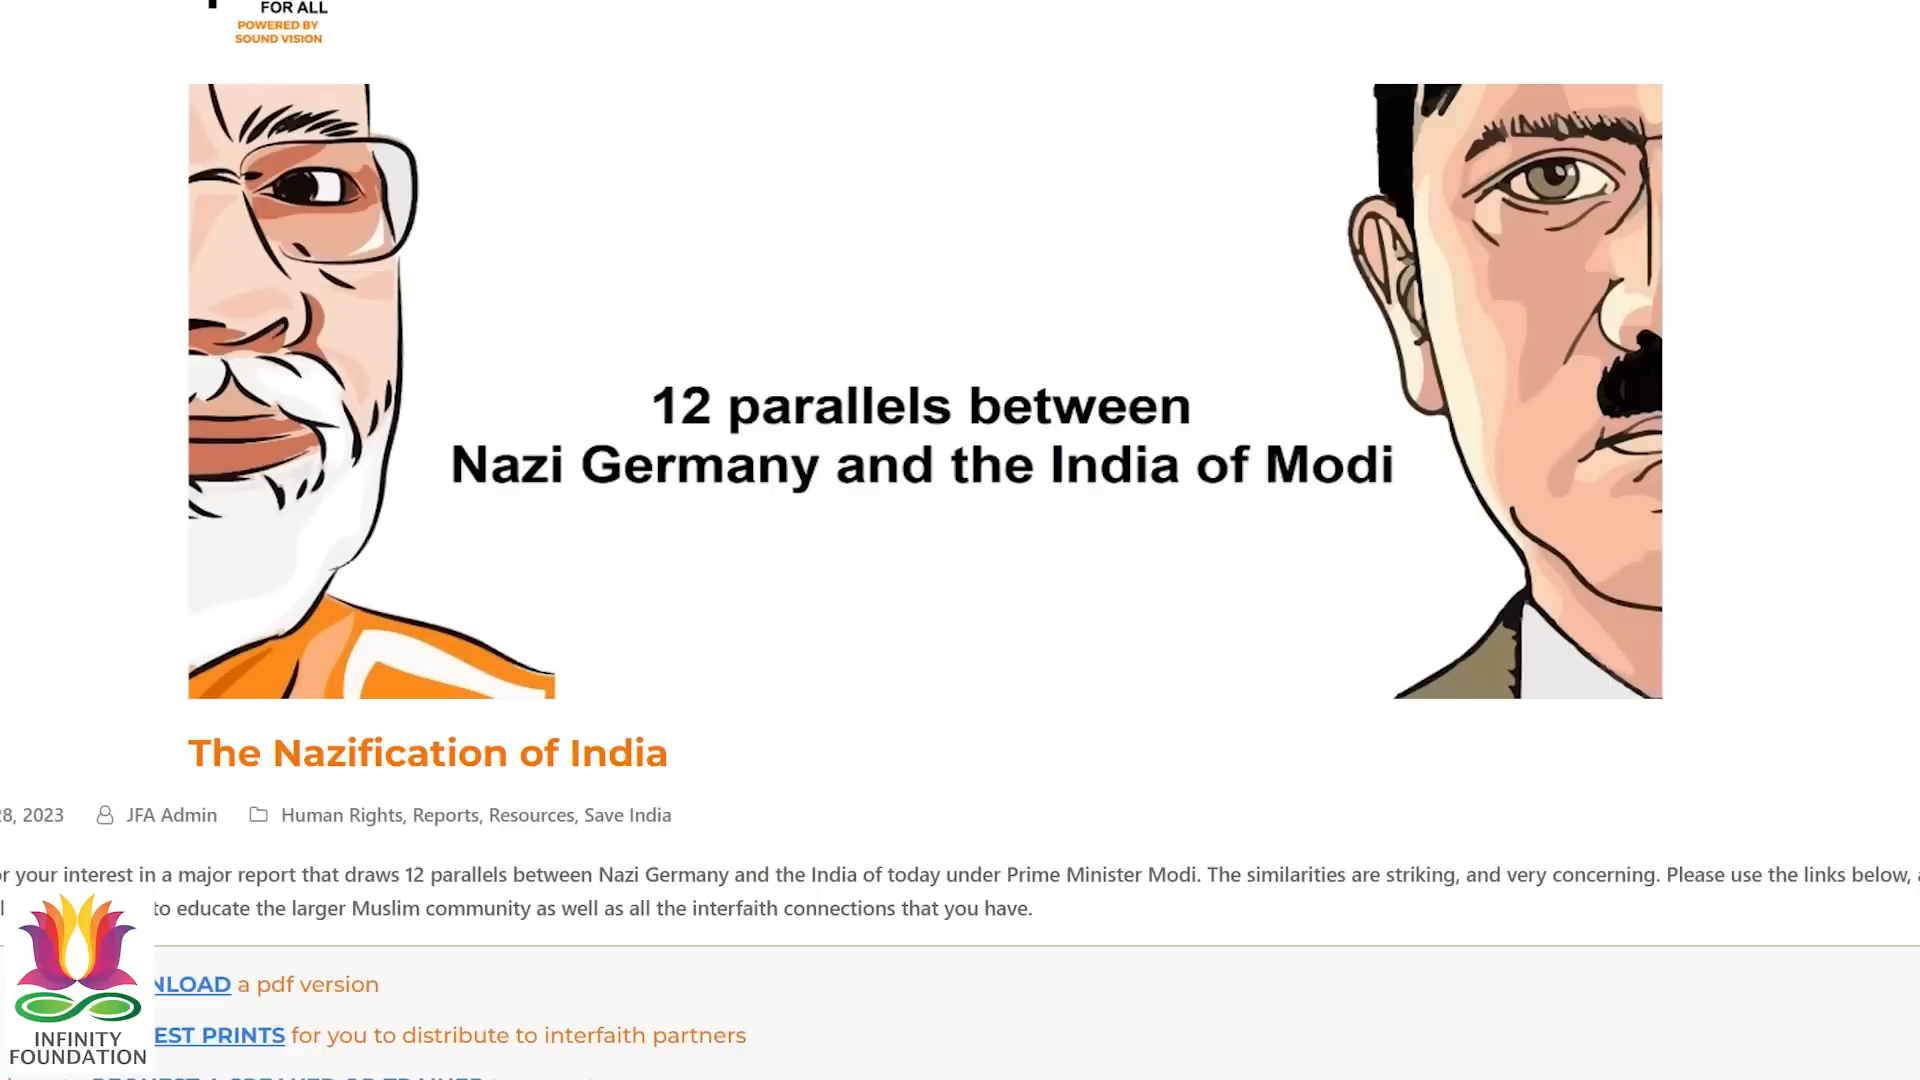 FOR ALL
POWERED BY
SOUND VISION
12 parallels between
Nazi Germany and the India of Modi
The Nazification of India
28, 2023 JFA Admin Human Rights, Reports, Resources, Save India
your interest in a major report that draws 12 parallels between Nazi Germany and the India of today under Prime Minister Modi. The similarities are striking, and very concerning. Please use the links below,
to educate the larger Muslim community as well as all the interfaith connections that you have.
NLOAD a pdf version
EST PRINTS for you to distribute to interfaith partners
INFINITY
FOUNDATION